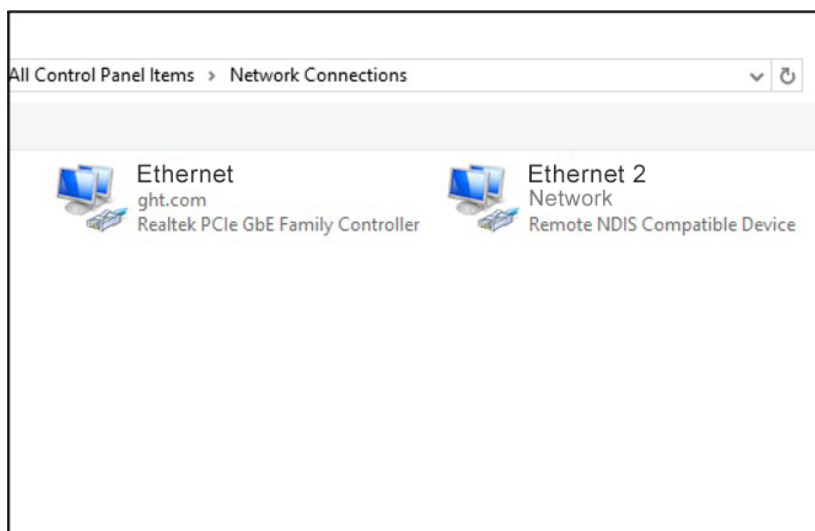 All Control Panel Items > Network Connections
Ethernet
ght.com
Realtek PCIe GbE Family Controller
Ethernet 2
Network
Remote NDIS Compatible Device